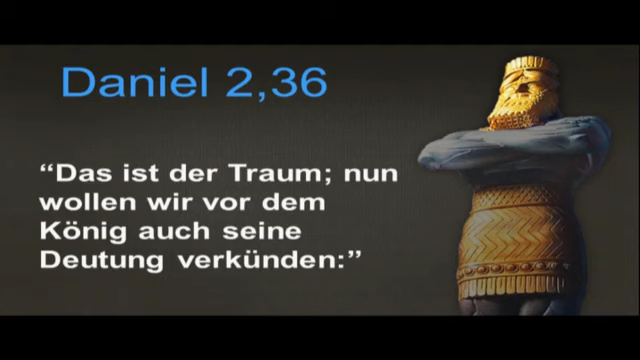 Daniel 2,36
“Das ist der Traum; nun
wollen wir vor dem
König auch seine
Deutung verkünden:”